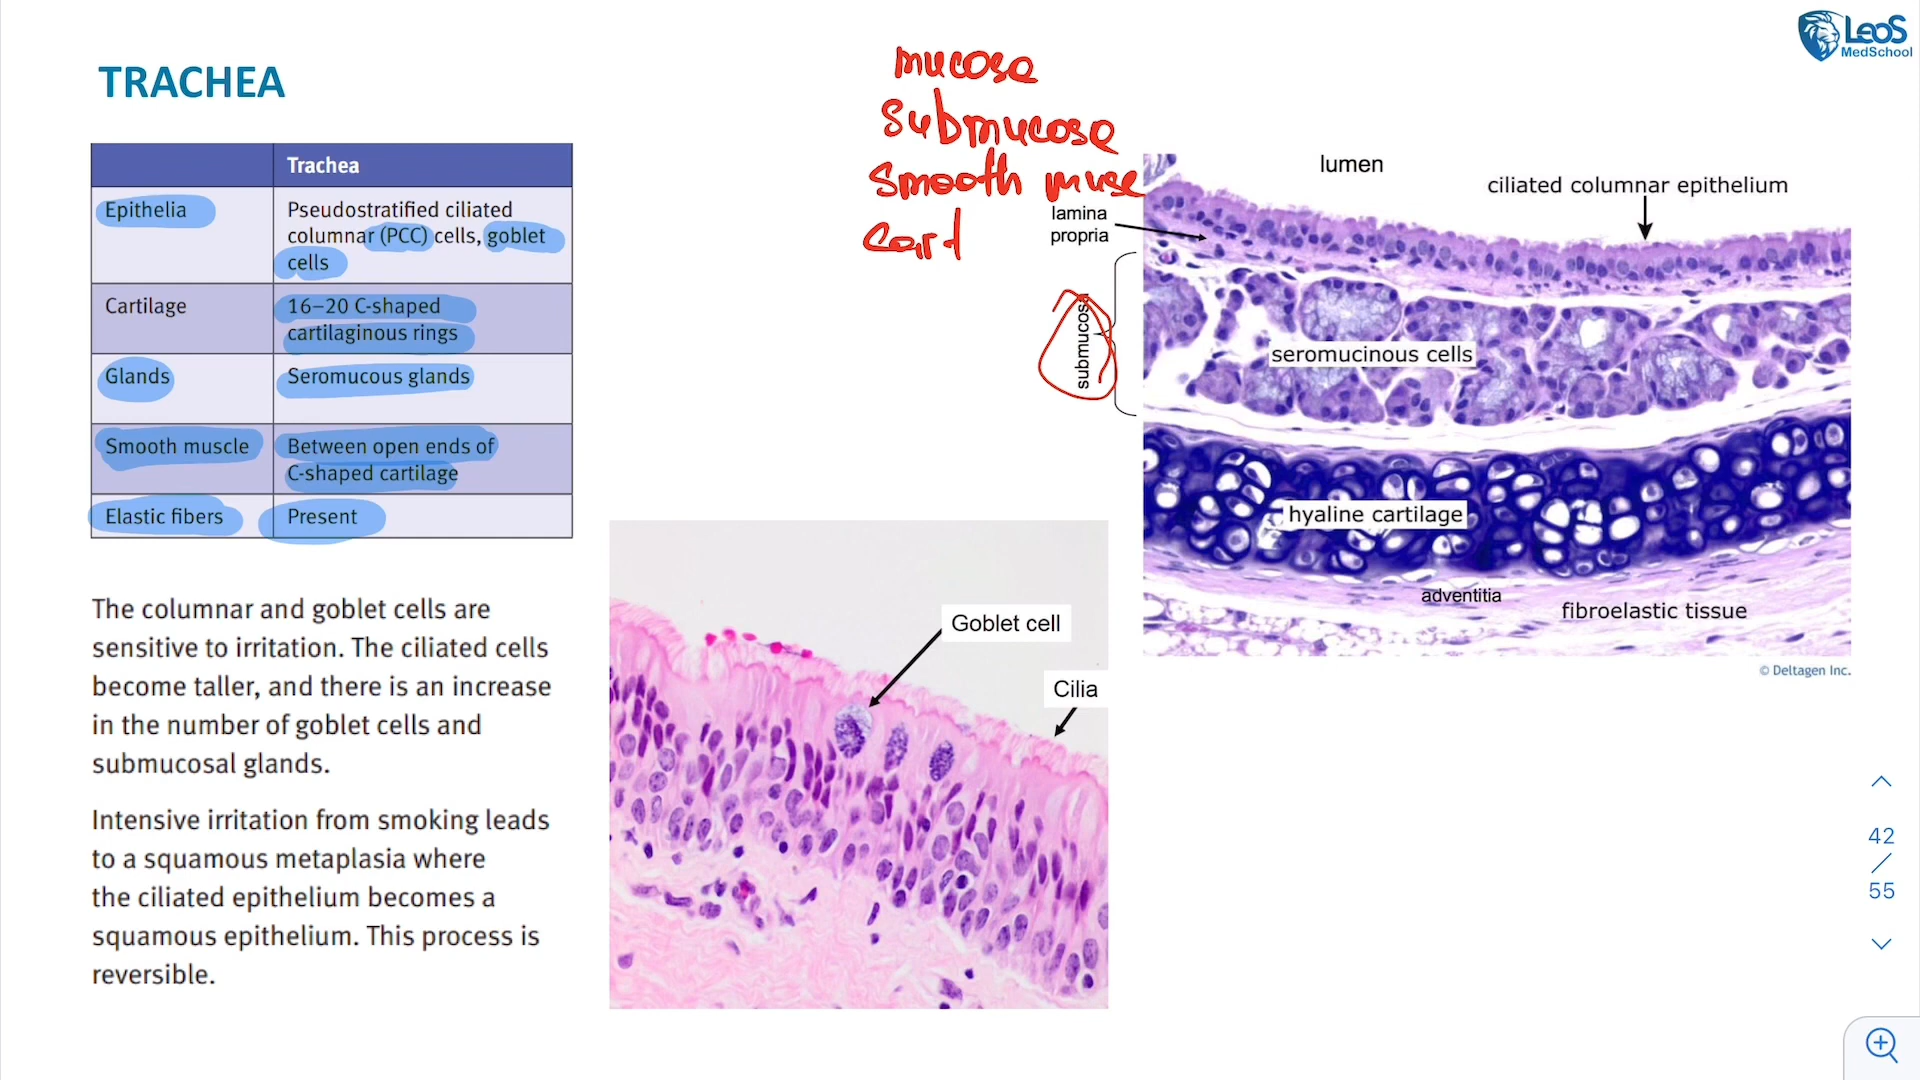 LeoS
MedSchool
TRACHEA
mucosa
Submucosa
Smooth musc
cart
Trachea
Epithelia
Pseudostratified ciliated
columnar (PCC) cells, goblet
cells
Cartilage
16–20 C-shaped
cartilaginous rings
Glands
Seromucous glands
Smooth muscle
Between open ends of
C-shaped cartilage
Elastic fibers
Present
The columnar and goblet cells are
sensitive to irritation. The ciliated cells
become taller, and there is an increase
in the number of goblet cells and
submucosal glands.
Intensive irritation from smoking leads
to a squamous metaplasia where
the ciliated epithelium becomes a
squamous epithelium. This process is
reversible.
Goblet cell
Cilia
lumen
ciliated columnar epithelium
lamina
propria
submucosa
seromucinous cells
hyaline cartilage
adventitia
fibroelastic tissue
© Deltagen Inc.
42
/
55